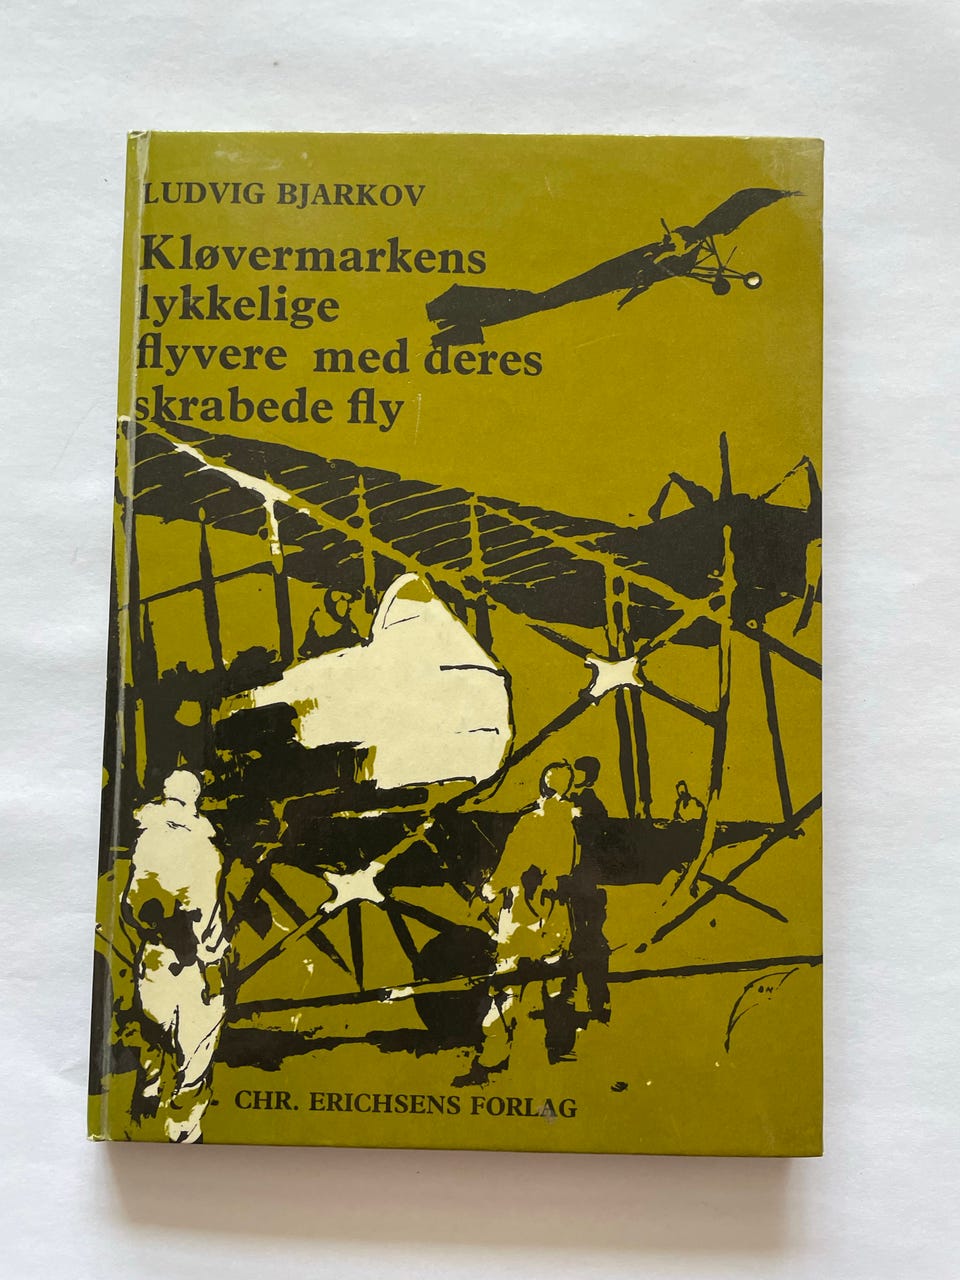 LUDVIG BJARKOV
Kløvermarkens
lykkelige
flyvere med deres
skrabede fly
CHR. ERICHSENS FORLAG